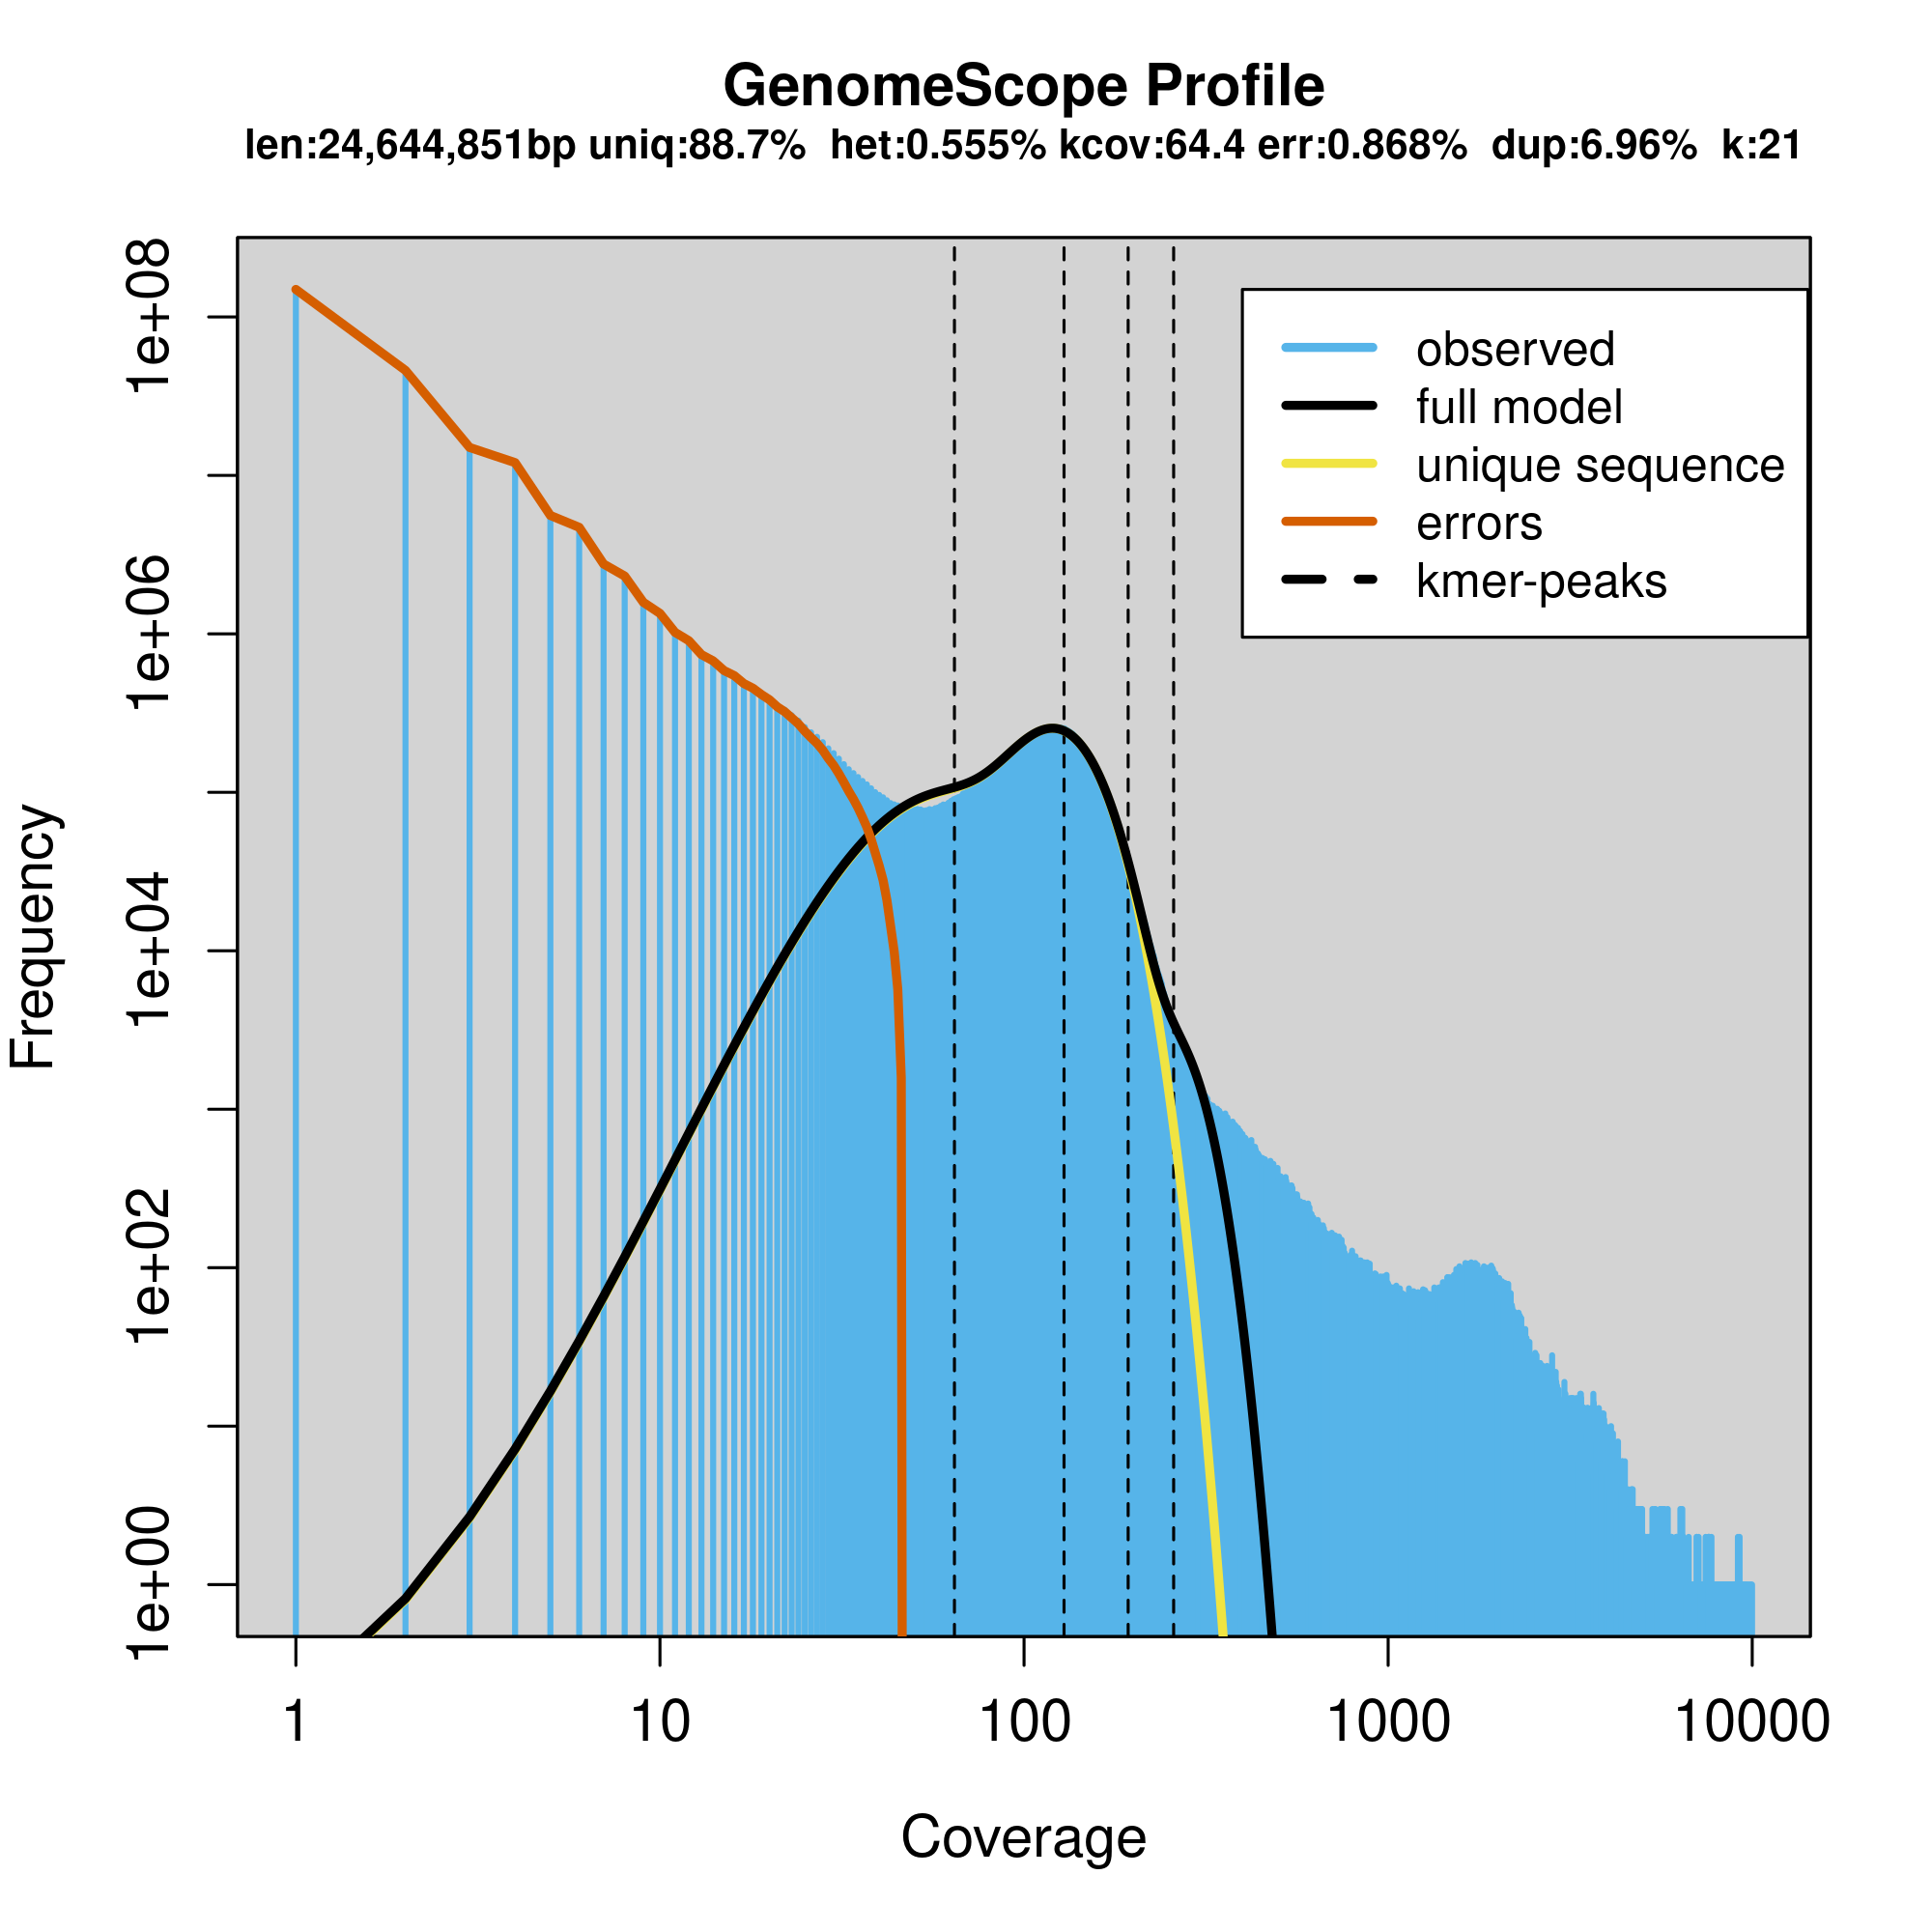 GenomeScope Profile
len:24,644,851bp uniq:88.7% het:0.555% kcov:64.4 err:0.868% dup:6.96% k:21
1e+08
1e+06
1e+04
1e+02
1e+00
Frequency
observed
full model
unique sequence
errors
kmer-peaks
1 10 100 1000 10000
Coverage